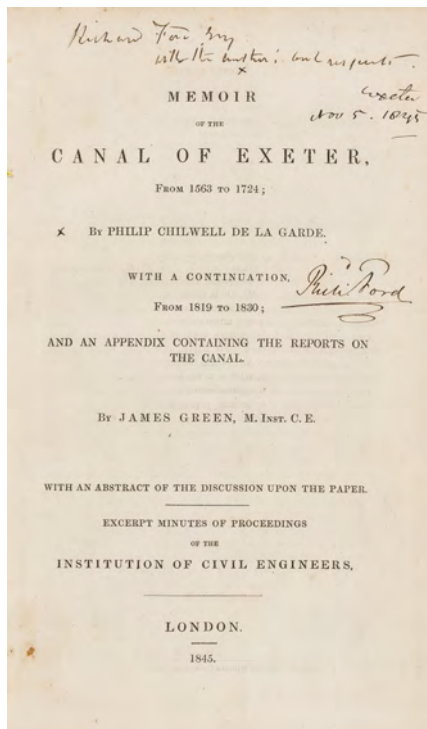 Richard Ford Esq
with the author's best respects.
x
Exeter
Nov 5. 1845
MEMOIR
OF THE
CANAL OF EXETER,
FROM 1563 TO 1724;
x BY PHILIP CHILWELL DE LA GARDE.
WITH A CONTINUATION,
Richd Ford
FROM 1819 TO 1830;
AND AN APPENDIX CONTAINING THE REPORTS ON
THE CANAL.
BY JAMES GREEN, M. INST. C. E.
WITH AN ABSTRACT OF THE DISCUSSION UPON THE PAPER.
EXCERPT MINUTES OF PROCEEDINGS
OF THE
INSTITUTION OF CIVIL ENGINEERS,
LONDON.
1845.